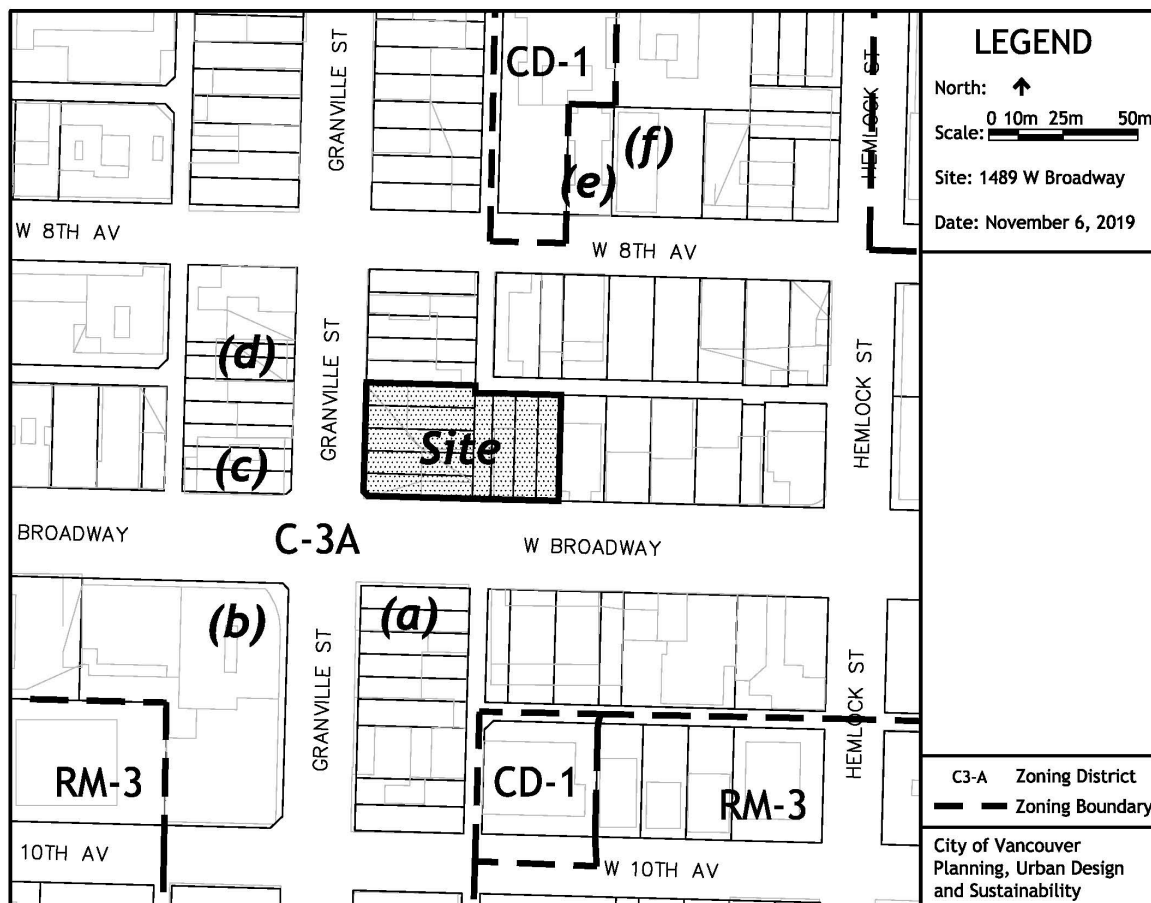 CD-1
GRANVILLE ST
HEMLOCK ST
(f)
(e)
W 8TH AV
W 8TH AV
(d)
GRANVILLE ST
HEMLOCK ST
Site
(c)
BROADWAY
C-3A
W BROADWAY
(b)
(a)
GRANVILLE ST
HEMLOCK ST
RM-3
CD-1
RM-3
10TH AV
W 10TH AV
LEGEND
North:
0 10m 25m 50m
Scale:
Site: 1489 W Broadway
Date: November 6, 2019
C3-A Zoning District
Zoning Boundary
City of Vancouver
Planning, Urban Design
and Sustainability